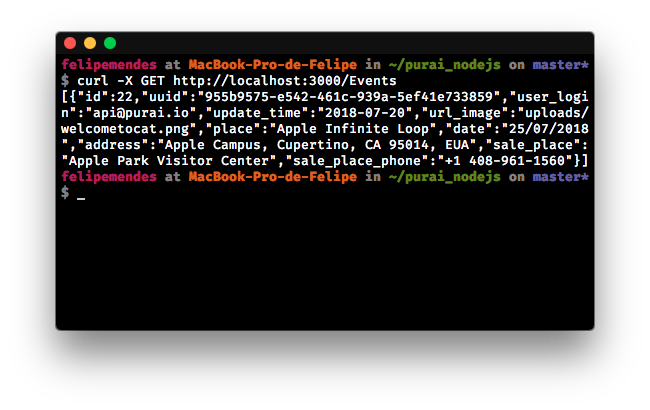 felipemendes at MacBook-Pro-de-Felipe in ~/purai_nodejs on master*
$ curl -X GET http://localhost:3000/Events
[{"id":22,"uuid":"955b9575-e542-461c-939a-5ef41e733859","user_logi
n":"api@purai.io","update_time":"2018-07-20","url_image":"uploads/
welcometocat.png","place":"Apple Infinite Loop","date":"25/07/2018
","address":"Apple Campus, Cupertino, CA 95014, EUA","sale_place":
"Apple Park Visitor Center","sale_place_phone":"+1 408-961-1560"}]
felipemendes at MacBook-Pro-de-Felipe in ~/purai_nodejs on master*
$ _